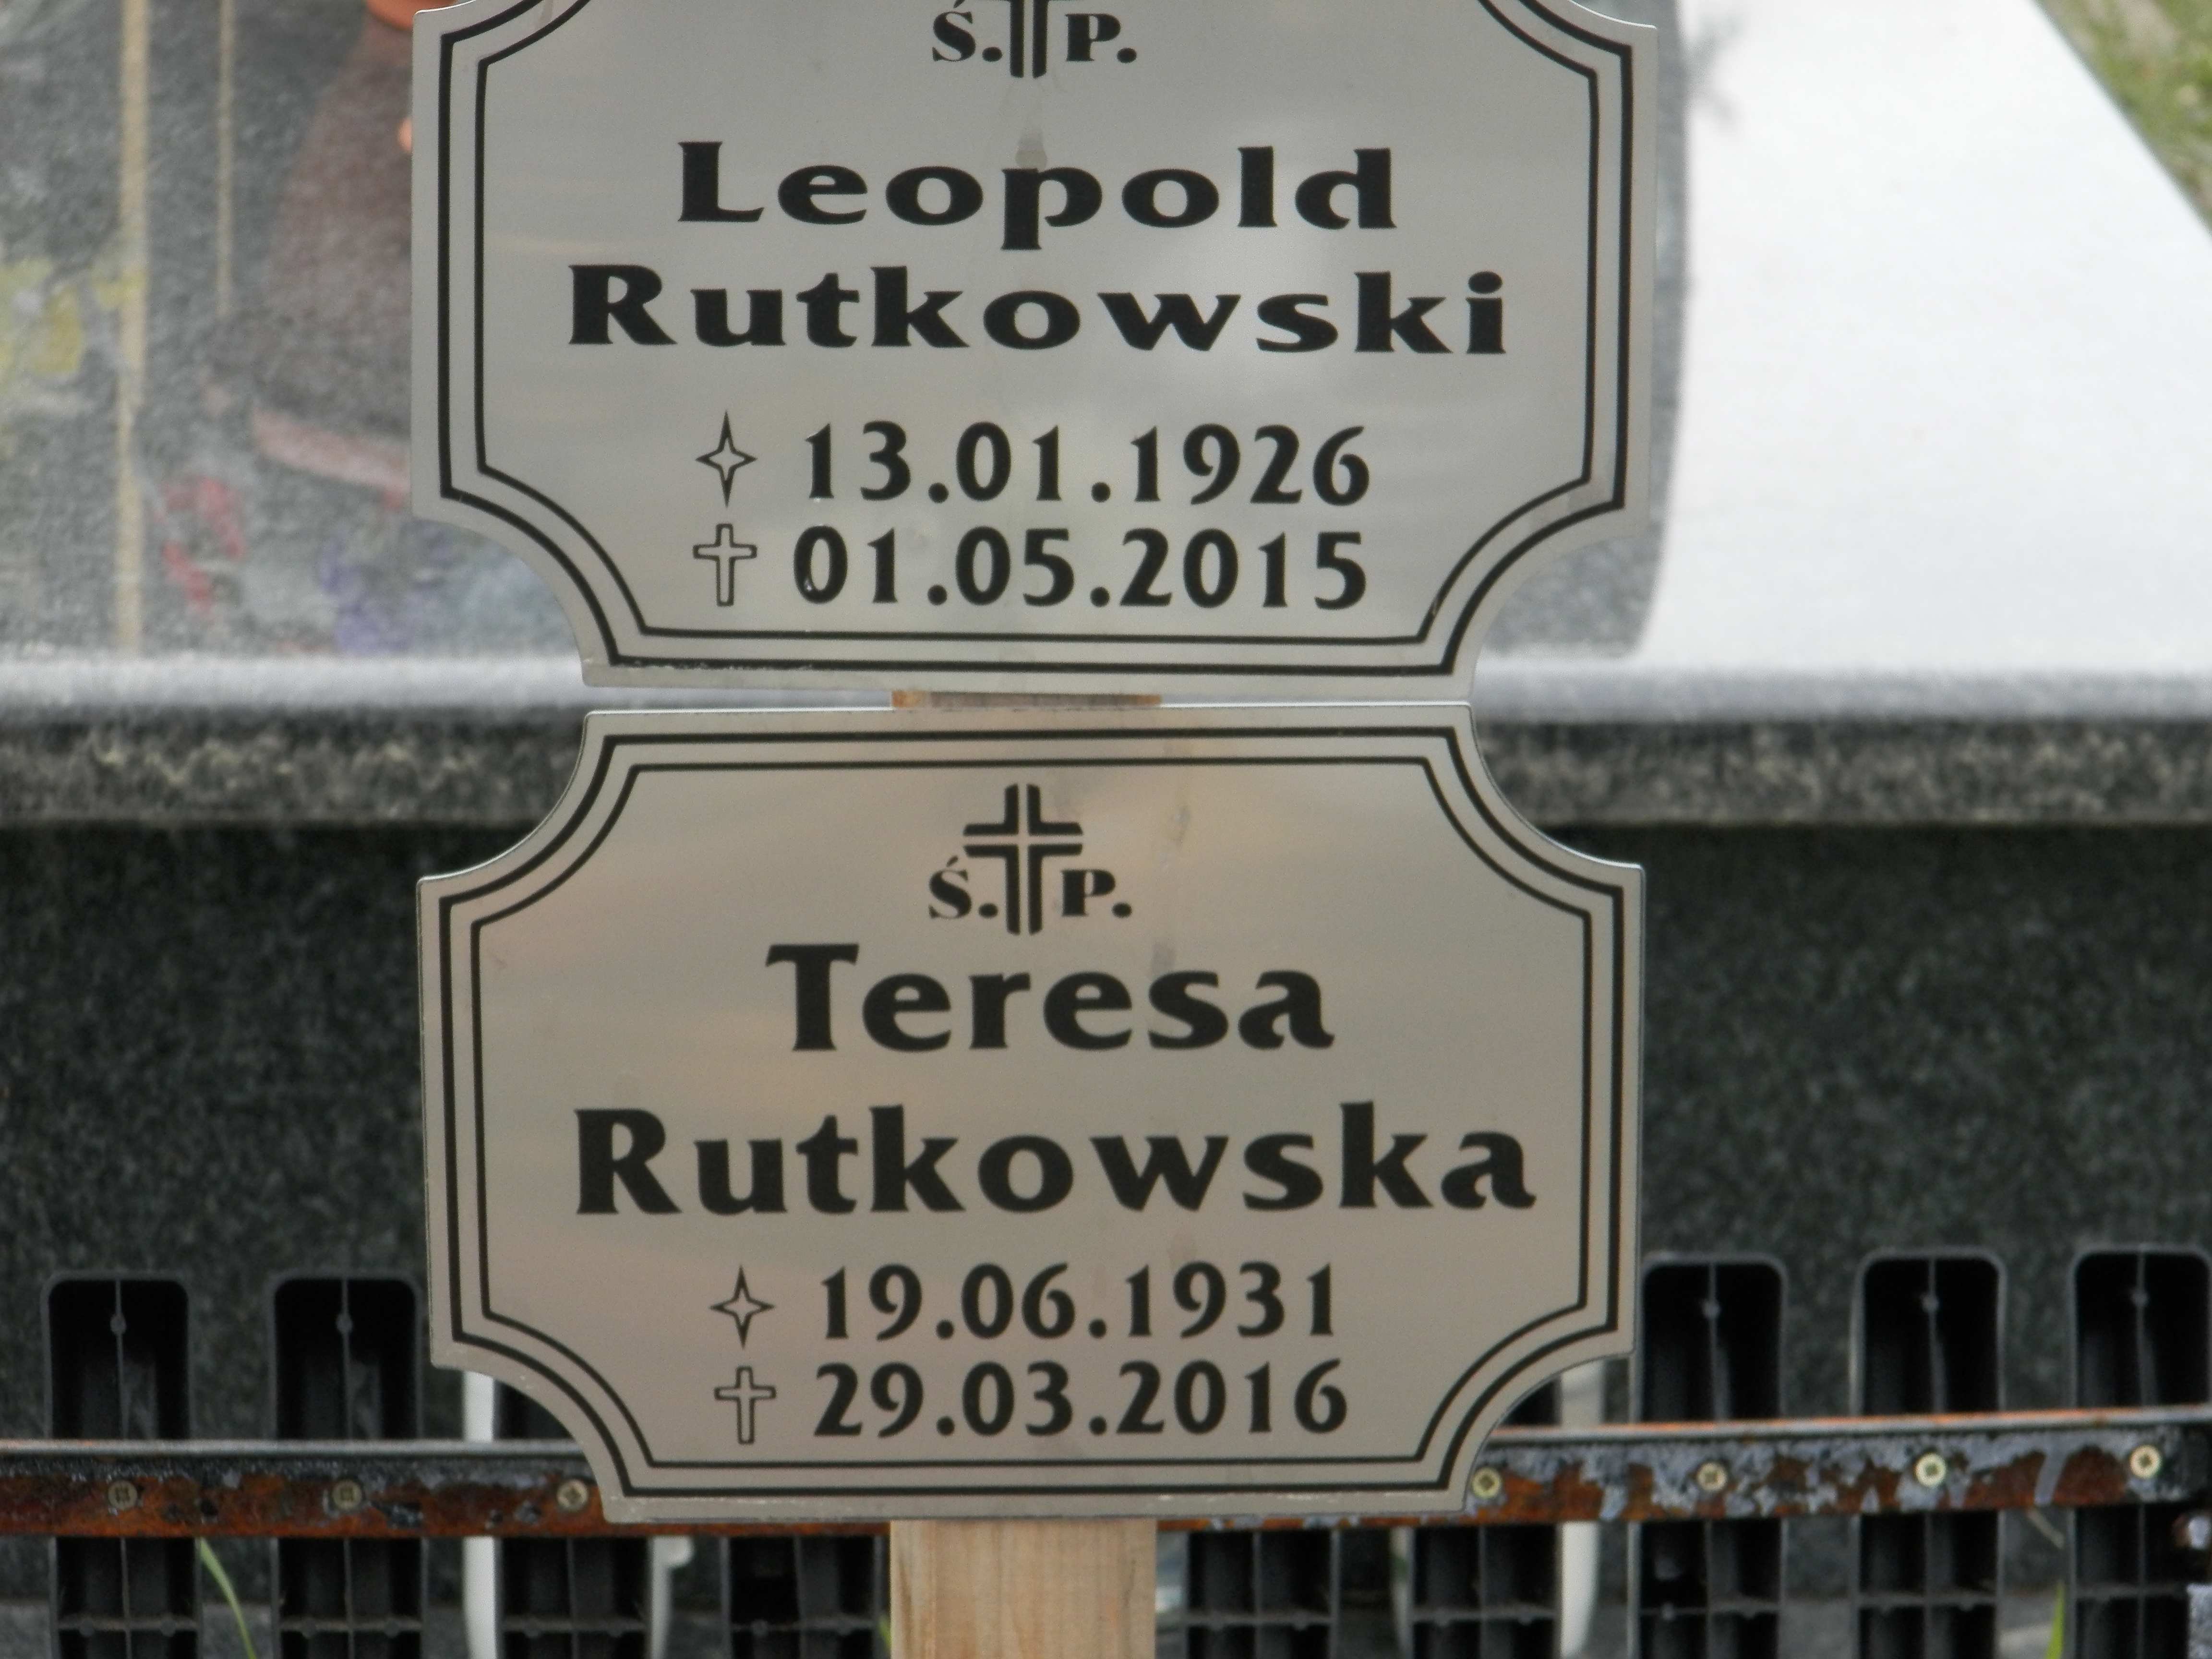 Ś. P.
Leopold
Rutkowski
13.01.1926
01.05.2015
Ś. P.
Teresa
Rutkowska
19.06.1931
29.03.2016